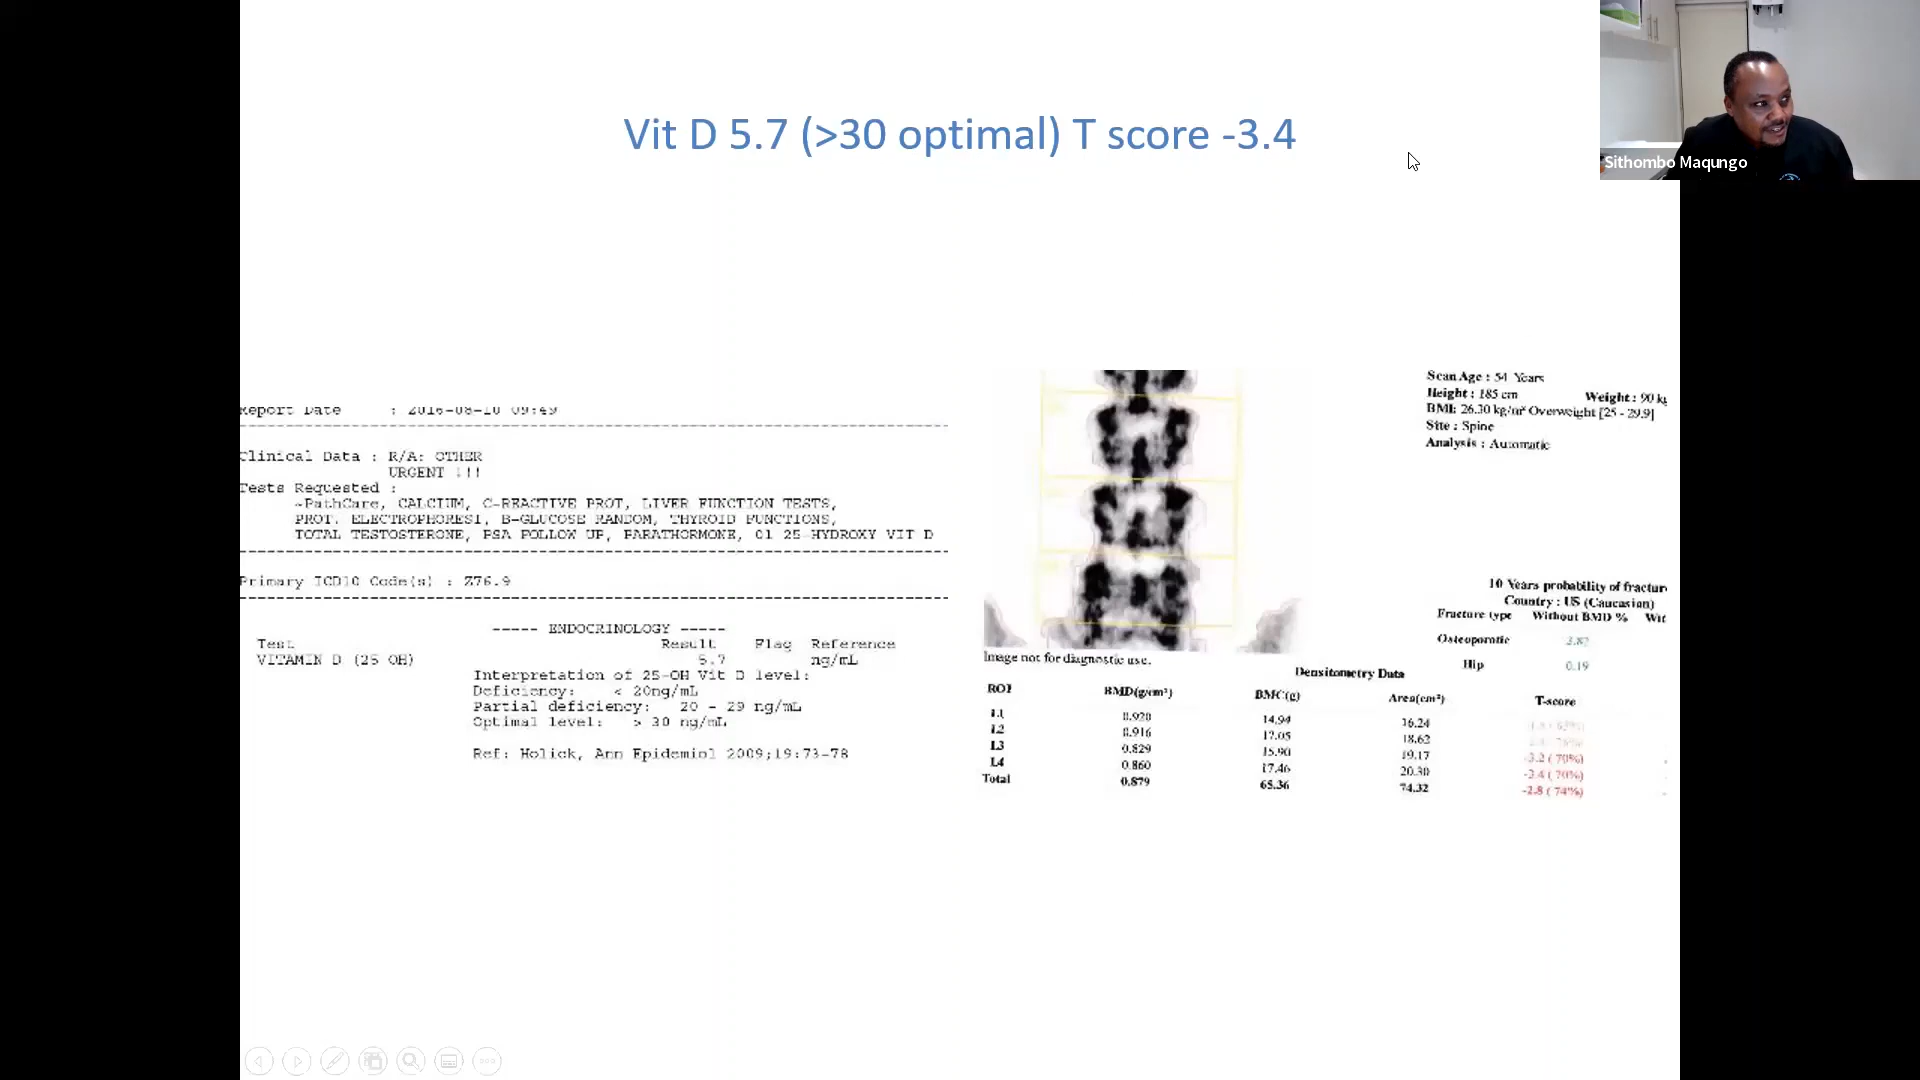 Vit D 5.7 (>30 optimal) T score -3.4
Sithombo Maqungo
Report Date : 2016-08-10 09:49
Clinical Data : R/A: OTHER
URGENT !!!
Tests Requested :
~PathCare, CALCIUM, C-REACTIVE PROT, LIVER FUNCTION TESTS,
PROT. ELECTROPHORESI, B-GLUCOSE RANDOM, THYROID FUNCTIONS,
TOTAL TESTOSTERONE, PSA FOLLOW UP, PARATHORMONE, 01 25-HYDROXY VIT D
Primary ICD10 Code(s) : Z76.9
----- ENDOCRINOLOGY -----
Test Result Flag Reference
VITAMIN D (25 OH) 5.7 ng/mL
Interpretation of 25-OH Vit D level:
Deficiency: < 20ng/mL
Partial deficiency: 20 - 29 ng/mL
Optimal level: > 30 ng/mL
Ref: Holick, Ann Epidemiol 2009;19:73-78
Scan Age : 54 Years
Height : 185 cm Weight : 90 kg
BMI: 26.30 kg/m² Overweight [25 - 29.9]
Site : Spine
Analysis : Automatic
10 Years probability of fracture
Country : US (Caucasian)
Fracture type Without BMD %
Osteoporotic
Hip 0.19
Image not for diagnostic use.
Densitometry Data
ROI BMD(g/cm²) BMC(g) Area(cm²) T-score
L1 0.920 14.94 16.24
L2 0.916 17.05 18.62
L3 0.829 15.90 19.17 -3.2 ( 70%)
L4 0.860 17.46 20.30 -3.4 ( 70%)
Total 0.879 65.36 74.32 -2.8 ( 74%)